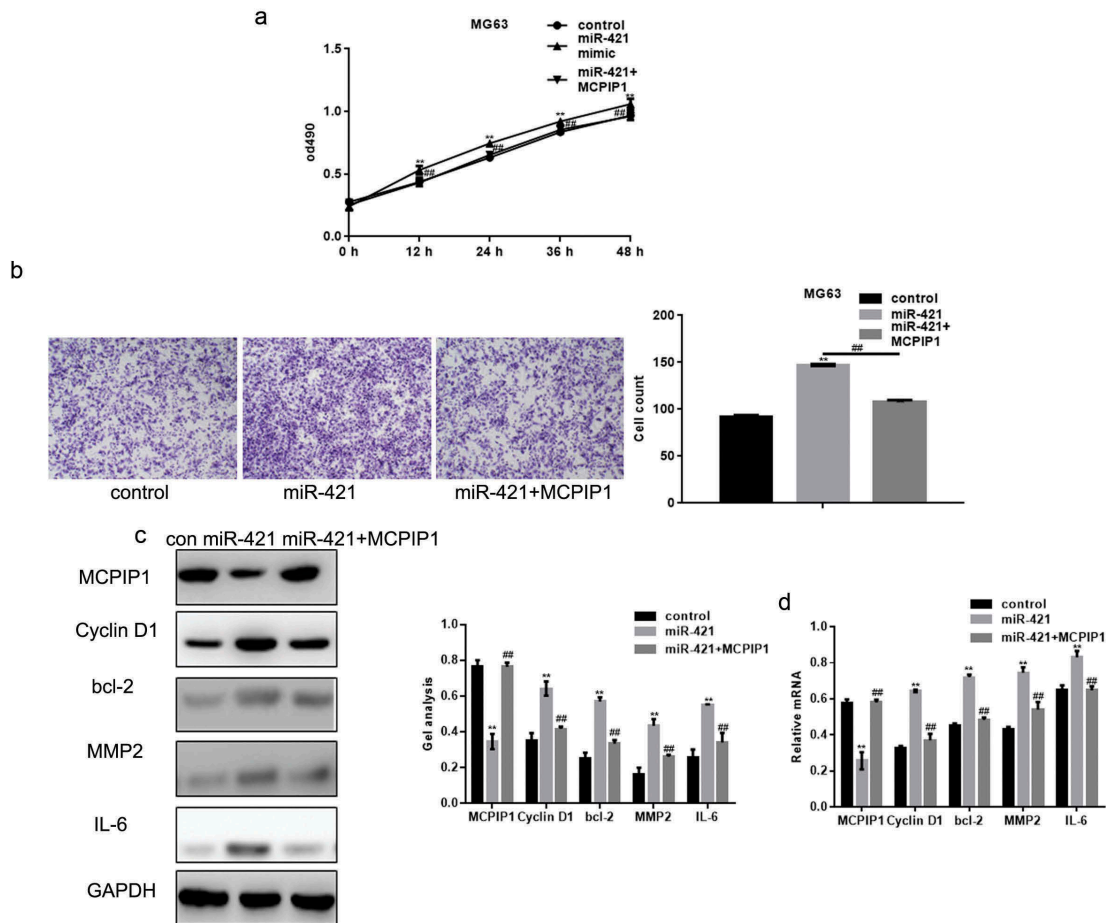 a
MG63
control
miR-421
mimic
miR-421+
MCPIP1
1.5
1.0
0.5
0.0
od490
**
**
**
**
##
##
##
##
0 h
12 h
24 h
36 h
48 h
b
control
miR-421
miR-421+MCPIP1
MG63
control
miR-421
miR-421+
MCPIP1
200
150
100
50
0
Cell count
**
##
c
con miR-421 miR-421+MCPIP1
MCPIP1
Cyclin D1
bcl-2
MMP2
IL-6
GAPDH
control
miR-421
miR-421+MCPIP1
0.8
0.6
0.4
0.2
0.0
Gel analysis
**
##
**
##
**
##
**
##
**
##
MCPIP1 Cyclin D1 bcl-2 MMP2 IL-6
d
control
miR-421
miR-421+MCPIP1
1.0
0.8
0.6
0.4
0.2
0.0
Relative mRNA
**
##
**
##
**
##
**
##
**
##
MCPIP1 Cyclin D1 bcl-2 MMP2 IL-6